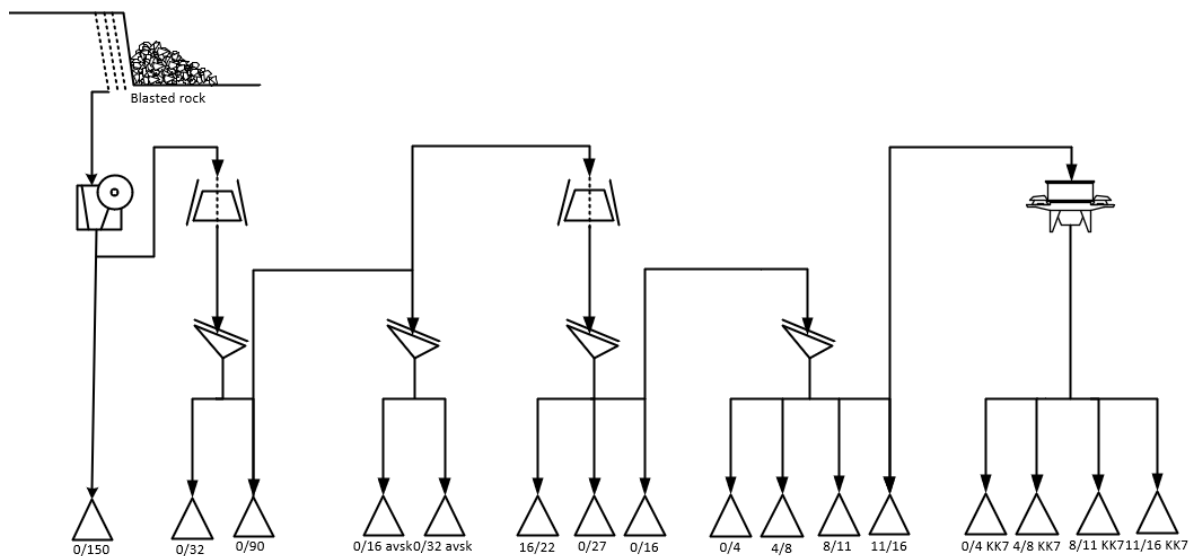 Blasted rock
0/150
0/32
0/90
0/16 avsk
0/32 avsk
16/22
0/27
0/16
0/4
4/8
8/11
11/16
0/4 KK7
4/8 KK7
8/11 KK7
11/16 KK7